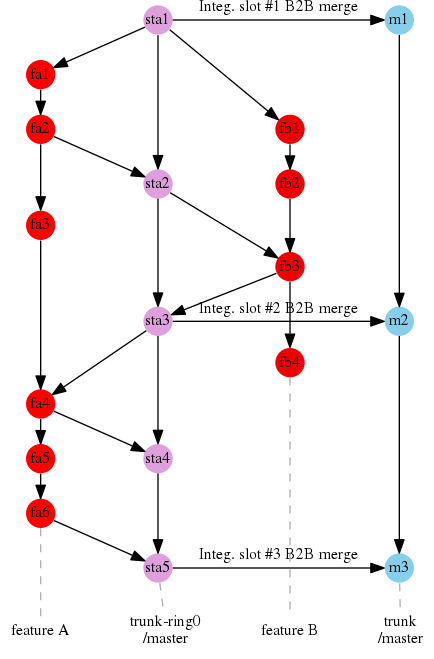 Integ. slot #1 B2B merge
sta1
m1
fa1
fa2
fb1
sta2
fb2
fa3
fb3
Integ. slot #2 B2B merge
sta3
m2
fb4
fa4
fa5
sta4
fa6
Integ. slot #3 B2B merge
sta5
m3
feature A
trunk-ring0
/master
feature B
trunk
/master